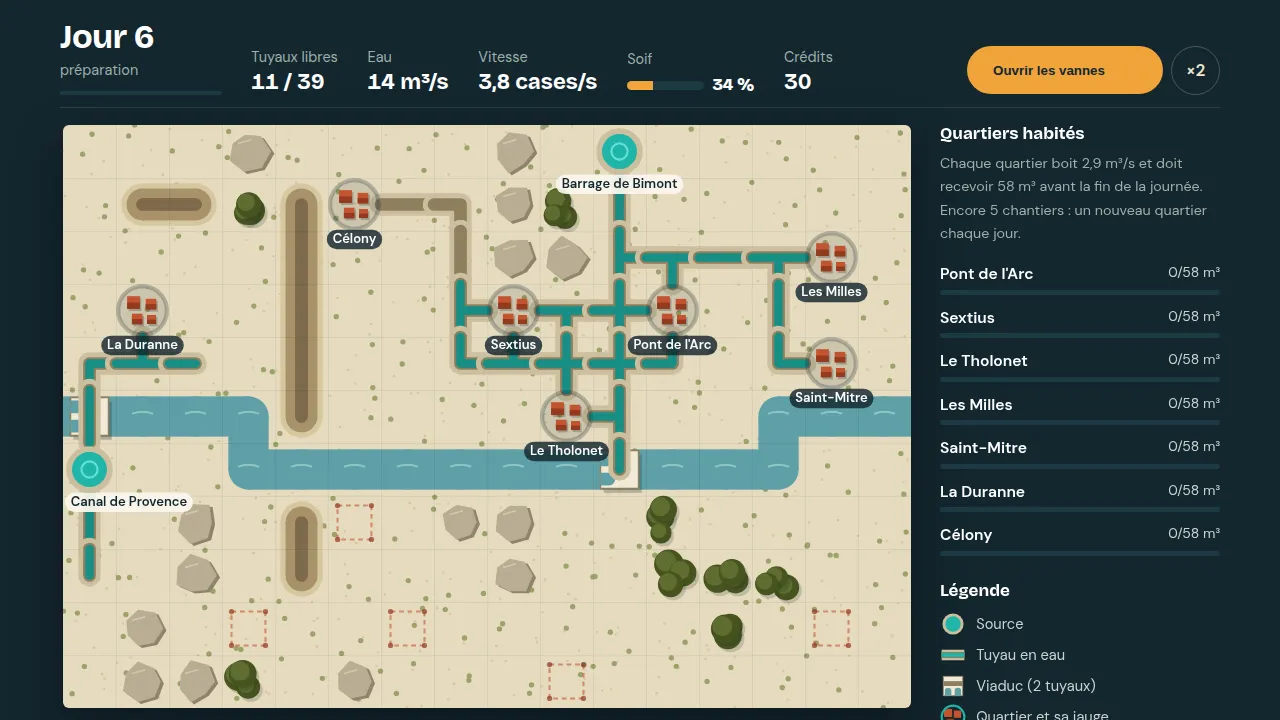 Jour 6
préparation
Tuyaux libres
11 / 39
Eau
14 m³/s
Vitesse
3,8 cases/s
Soif
34 %
Crédits
30
Ouvrir les vannes
×2
Barrage de Bimont
Célony
Les Milles
La Duranne
Sextius
Pont de l'Arc
Saint-Mitre
Le Tholonet
Canal de Provence
Quartiers habités
Chaque quartier boit 2,9 m³/s et doit
recevoir 58 m³ avant la fin de la journée.
Encore 5 chantiers : un nouveau quartier
chaque jour.
Pont de l'Arc 0/58 m³
Sextius 0/58 m³
Le Tholonet 0/58 m³
Les Milles 0/58 m³
Saint-Mitre 0/58 m³
La Duranne 0/58 m³
Célony 0/58 m³
Légende
Source
Tuyau en eau
Viaduc (2 tuyaux)
Quartier et sa jauge